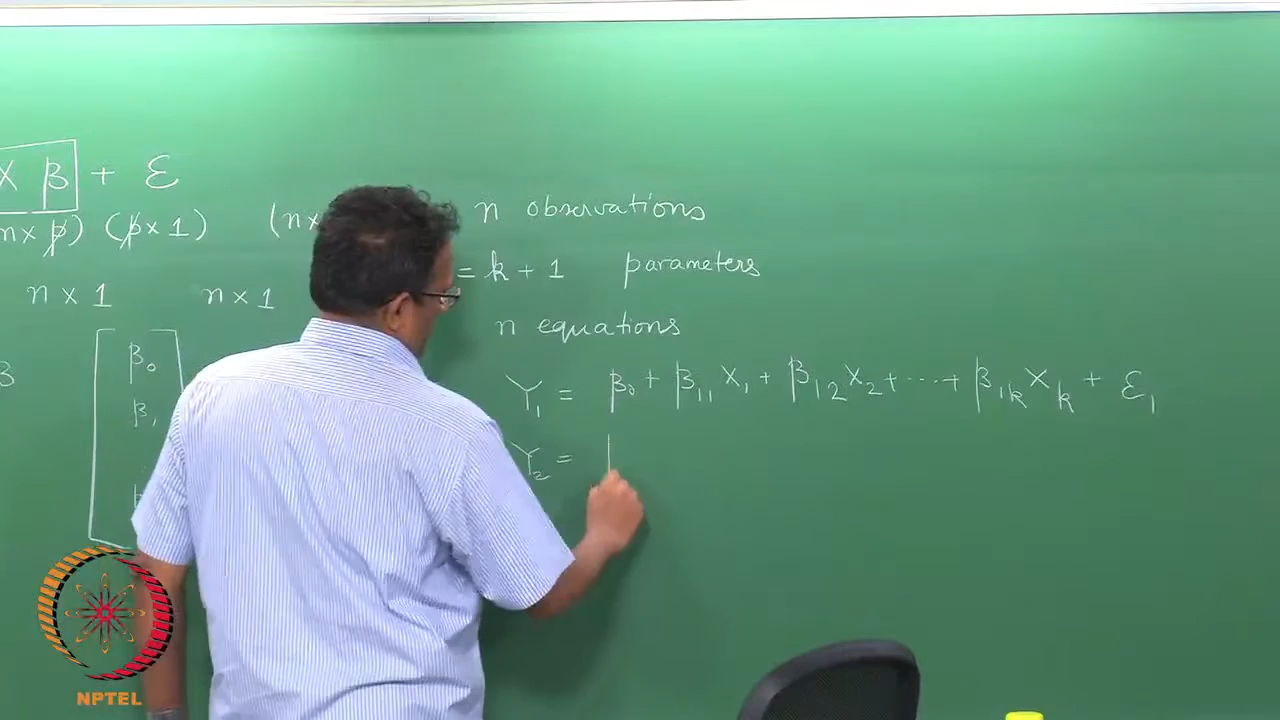 X β + ε
n x p) (p x 1) (n x
n observations
= k + 1 parameters
n x 1 n x 1
n equations
β₀
β₁
Y₁ = β₀ + β₁₁ X₁ + β₁₂ X₂ + ··· + β₁ₖ Xₖ + ε₁
Y₂ =
NPTEL